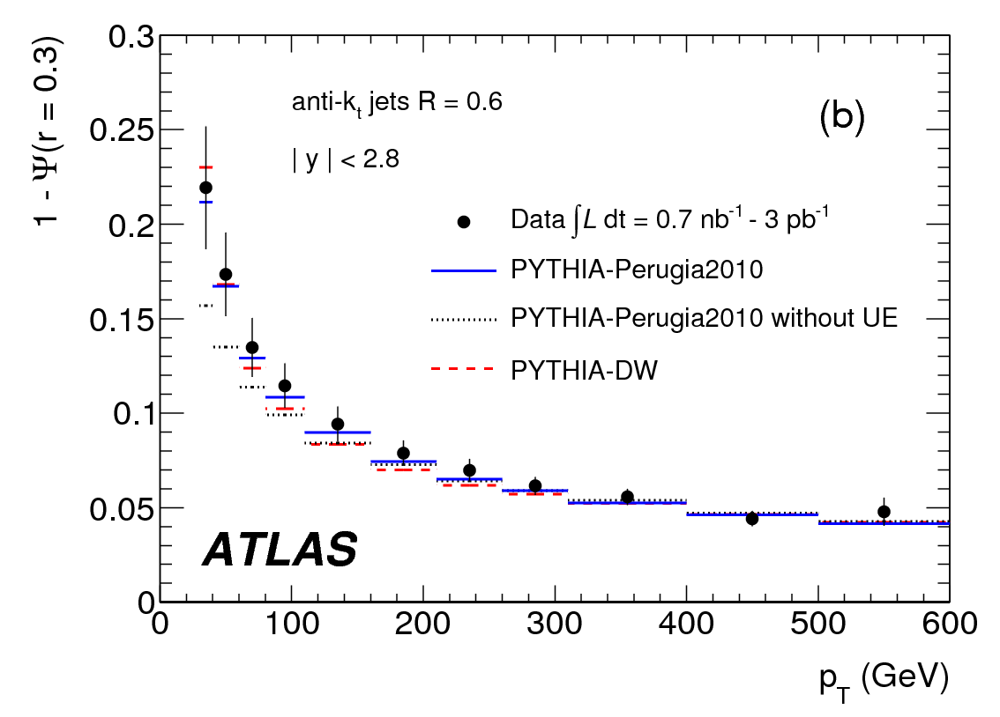 0.3
0.25
0.2
0.15
0.1
0.05
0
1 - Ψ(r = 0.3)
anti-kt jets R = 0.6
| y | < 2.8
(b)
Data ∫L dt = 0.7 nb-1 - 3 pb-1
PYTHIA-Perugia2010
PYTHIA-Perugia2010 without UE
PYTHIA-DW
ATLAS
0 100 200 300 400 500 600
pT (GeV)